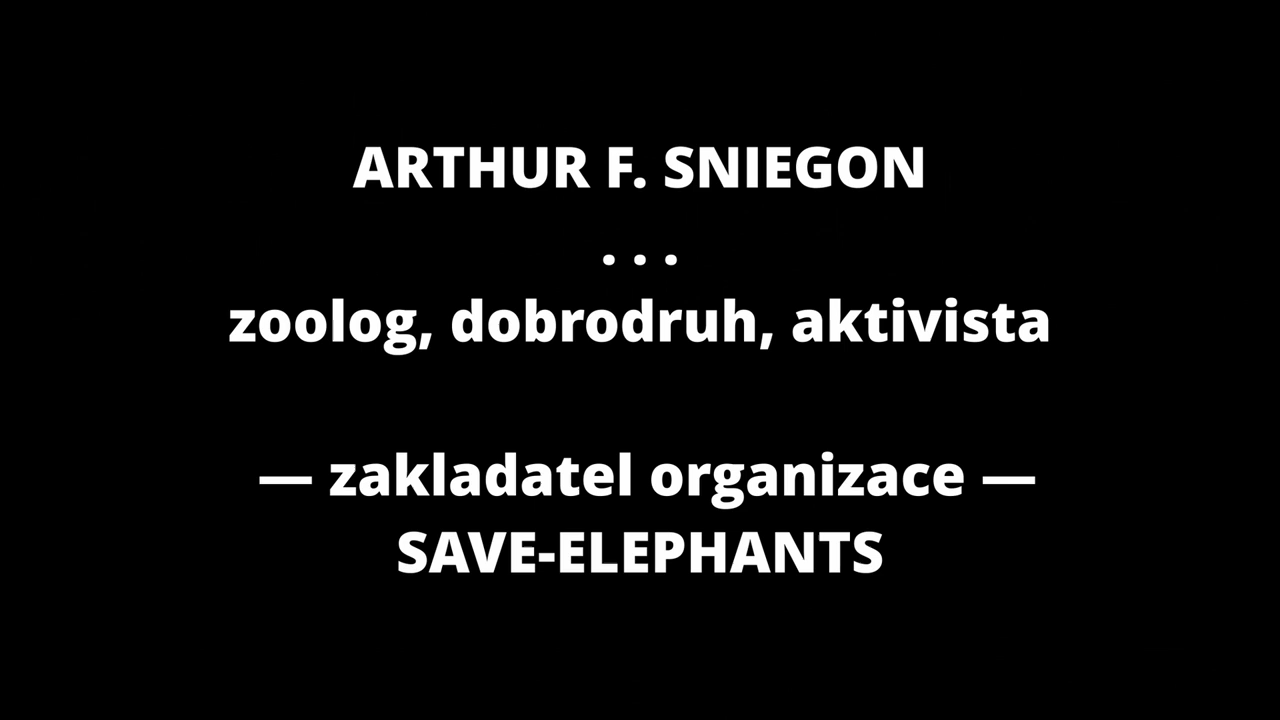 ARTHUR F. SNIEGON
. . .
zoolog, dobrodruh, aktivista
— zakladatel organizace —
SAVE-ELEPHANTS